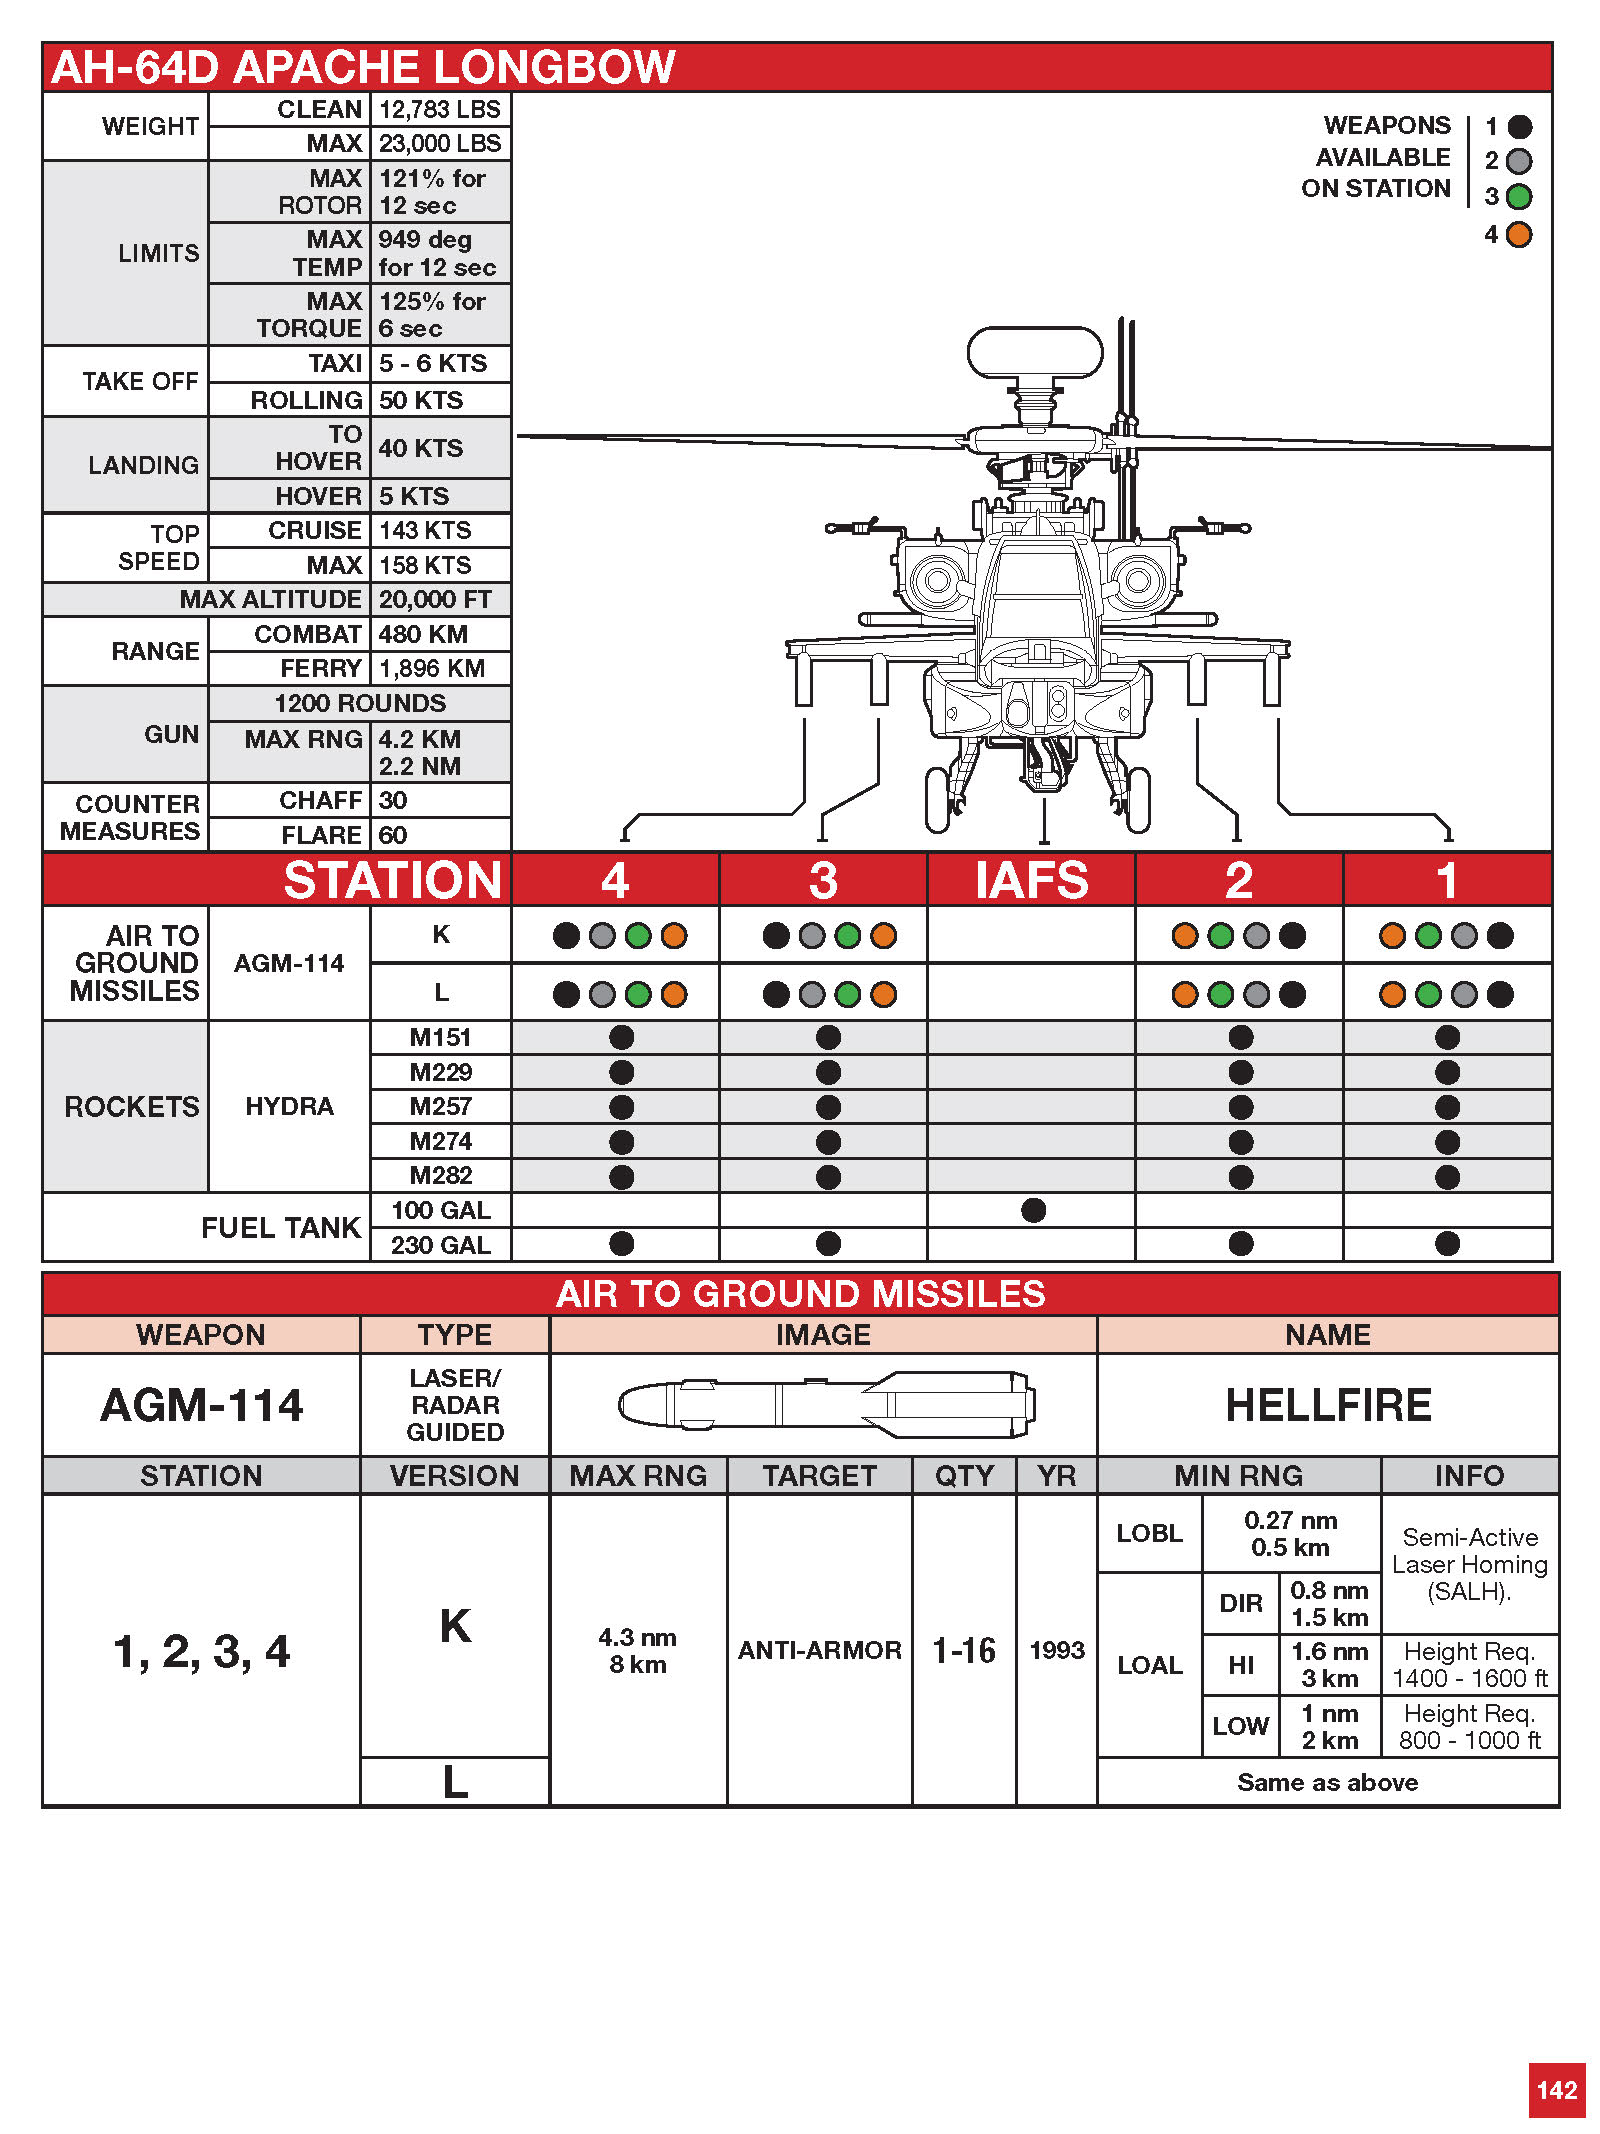 AH-64D APACHE LONGBOW
WEIGHT
CLEAN 12,783 LBS
MAX 23,000 LBS
LIMITS
MAX ROTOR
121% for
12 sec
MAX TEMP
949 deg
for 12 sec
MAX TORQUE
125% for
6 sec
TAKE OFF
TAXI 5 - 6 KTS
ROLLING 50 KTS
LANDING
TO
HOVER
40 KTS
HOVER 5 KTS
TOP
SPEED
CRUISE 143 KTS
MAX 158 KTS
MAX ALTITUDE 20,000 FT
RANGE
COMBAT 480 KM
FERRY 1,896 KM
GUN
1200 ROUNDS
MAX RNG 4.2 KM
2.2 NM
COUNTER
MEASURES
CHAFF 30
FLARE 60
WEAPONS
AVAILABLE
ON STATION
1
2
3
4
STATION 4 3 IAFS 2 1
AIR TO
GROUND
MISSILES
AGM-114
K
L
ROCKETS
HYDRA
M151
M229
M257
M274
M282
FUEL TANK
100 GAL
230 GAL
AIR TO GROUND MISSILES
WEAPON TYPE IMAGE NAME
AGM-114
LASER/
RADAR
GUIDED
HELLFIRE
STATION VERSION MAX RNG TARGET QTY YR MIN RNG INFO
1, 2, 3, 4
K
4.3 nm
8 km
ANTI-ARMOR
1-16
1993
LOBL
0.27 nm
0.5 km
Semi-Active
Laser Homing
(SALH).
LOAL
DIR
0.8 nm
1.5 km
HI
1.6 nm
3 km
Height Req.
1400 - 1600 ft
LOW
1 nm
2 km
Height Req.
800 - 1000 ft
L
Same as above
142